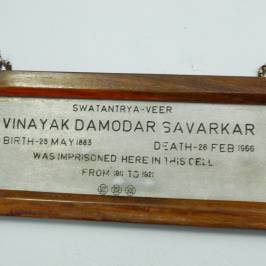 SWATANTRYA-VEER
VINAYAK DAMODAR SAVARKAR
BIRTH-28 MAY 1883 DEATH-26 FEB 1966
WAS IMPRISONED HERE IN THIS CELL
FROM 1911 TO 1921